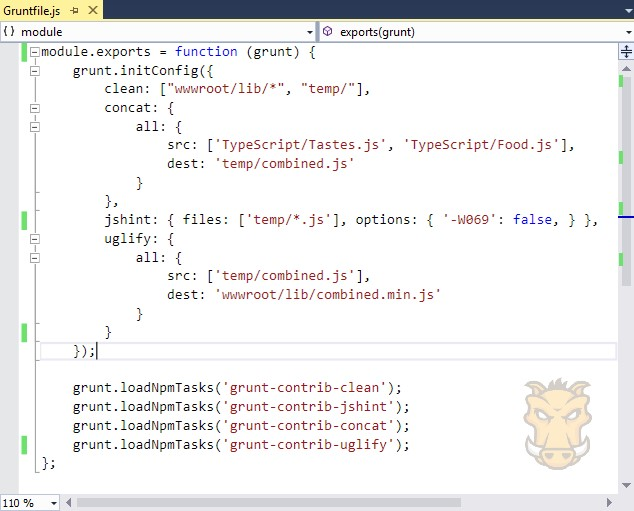 Gruntfile.js
{ } module exports(grunt)
module.exports = function (grunt) {
    grunt.initConfig({
        clean: ["wwwroot/lib/*", "temp/"],
        concat: {
            all: {
                src: ['TypeScript/Tastes.js', 'TypeScript/Food.js'],
                dest: 'temp/combined.js'
            }
        },
        jshint: { files: ['temp/*.js'], options: { '-W069': false, } },
        uglify: {
            all: {
                src: ['temp/combined.js'],
                dest: 'wwwroot/lib/combined.min.js'
            }
        }
    });
    grunt.loadNpmTasks('grunt-contrib-clean');
    grunt.loadNpmTasks('grunt-contrib-jshint');
    grunt.loadNpmTasks('grunt-contrib-concat');
    grunt.loadNpmTasks('grunt-contrib-uglify');
};
110 %